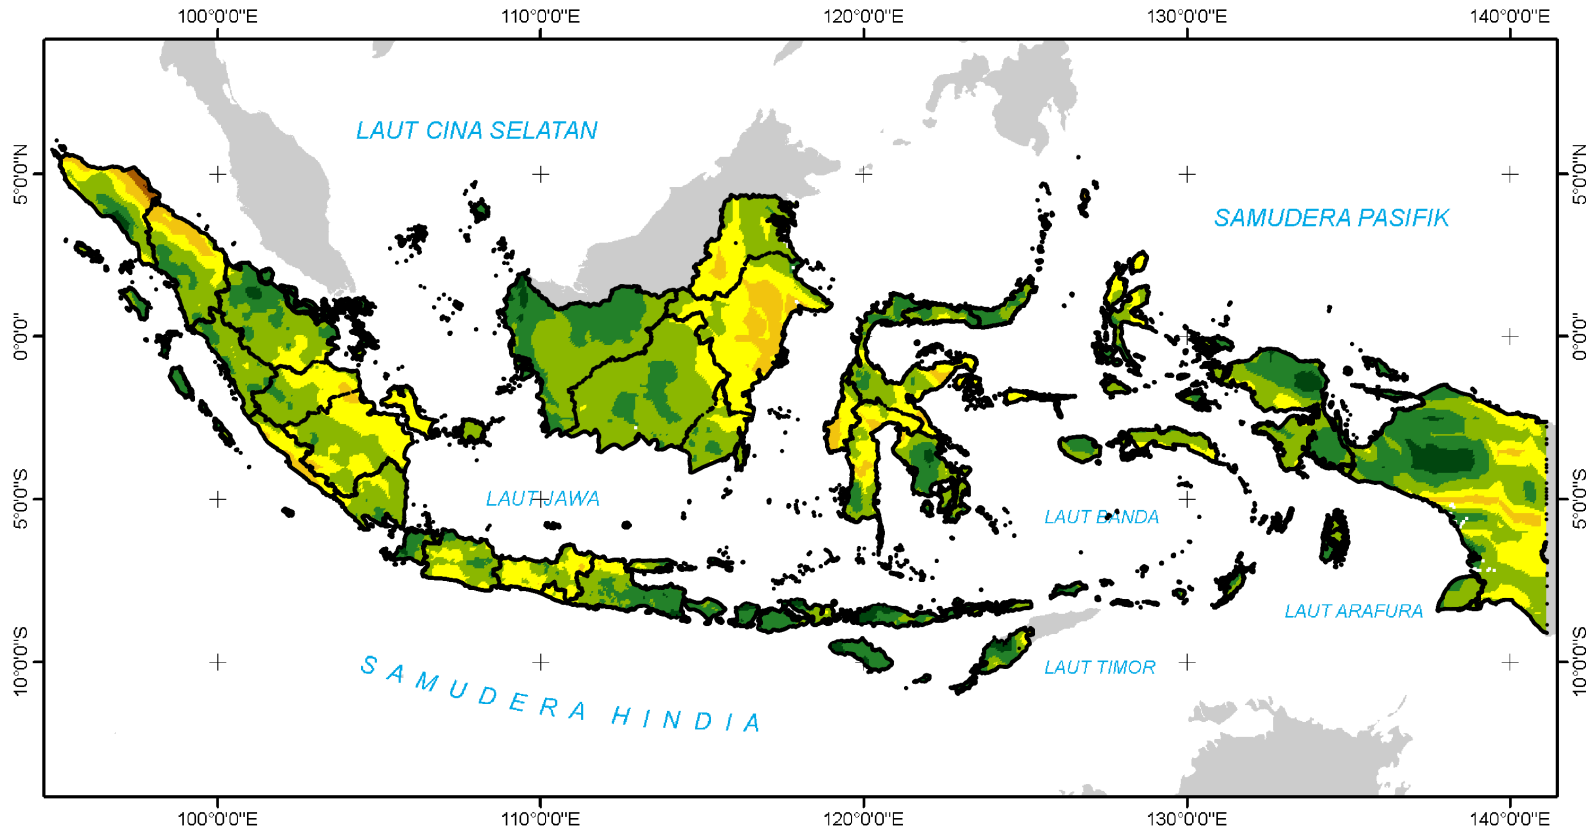 100°0'0"E 110°0'0"E 120°0'0"E 130°0'0"E 140°0'0"E
LAUT CINA SELATAN
5°0'0"N 5°0'0"N
SAMUDERA PASIFIK
0°0'0" 0°0'0"
5°0'0"S 5°0'0"S
LAUT JAWA
LAUT BANDA
LAUT ARAFURA
10°0'0"S 10°0'0"S
LAUT TIMOR
SAMUDERA HINDIA
100°0'0"E 110°0'0"E 120°0'0"E 130°0'0"E 140°0'0"E